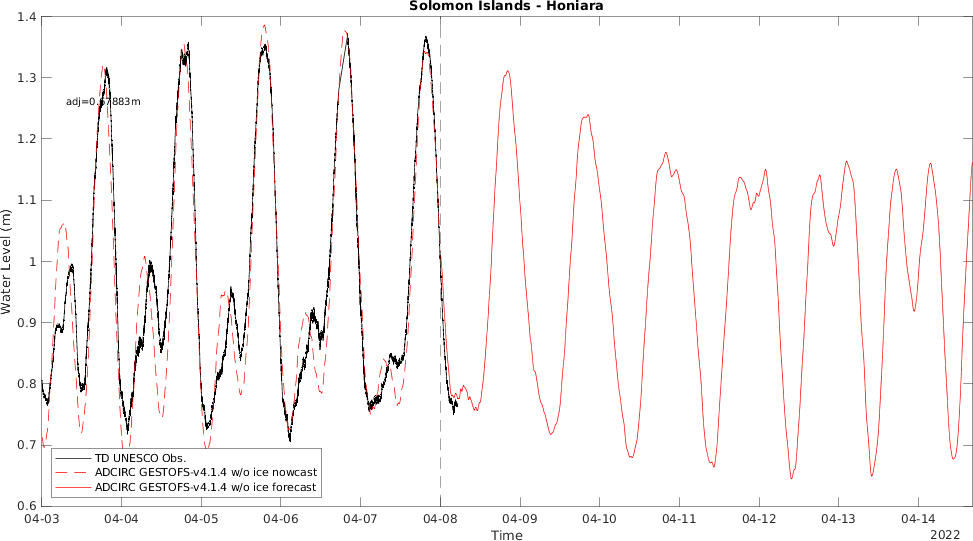 Solomon Islands - Honiara
1.4
1.3
1.2
1.1
1
0.9
0.8
0.7
0.6
Water Level (m)
adj=0.67883m
TD UNESCO Obs.
ADCIRC GESTOFS-v4.1.4 w/o ice nowcast
ADCIRC GESTOFS-v4.1.4 w/o ice forecast
04-03 04-04 04-05 04-06 04-07 04-08 04-09 04-10 04-11 04-12 04-13 04-14
Time
2022